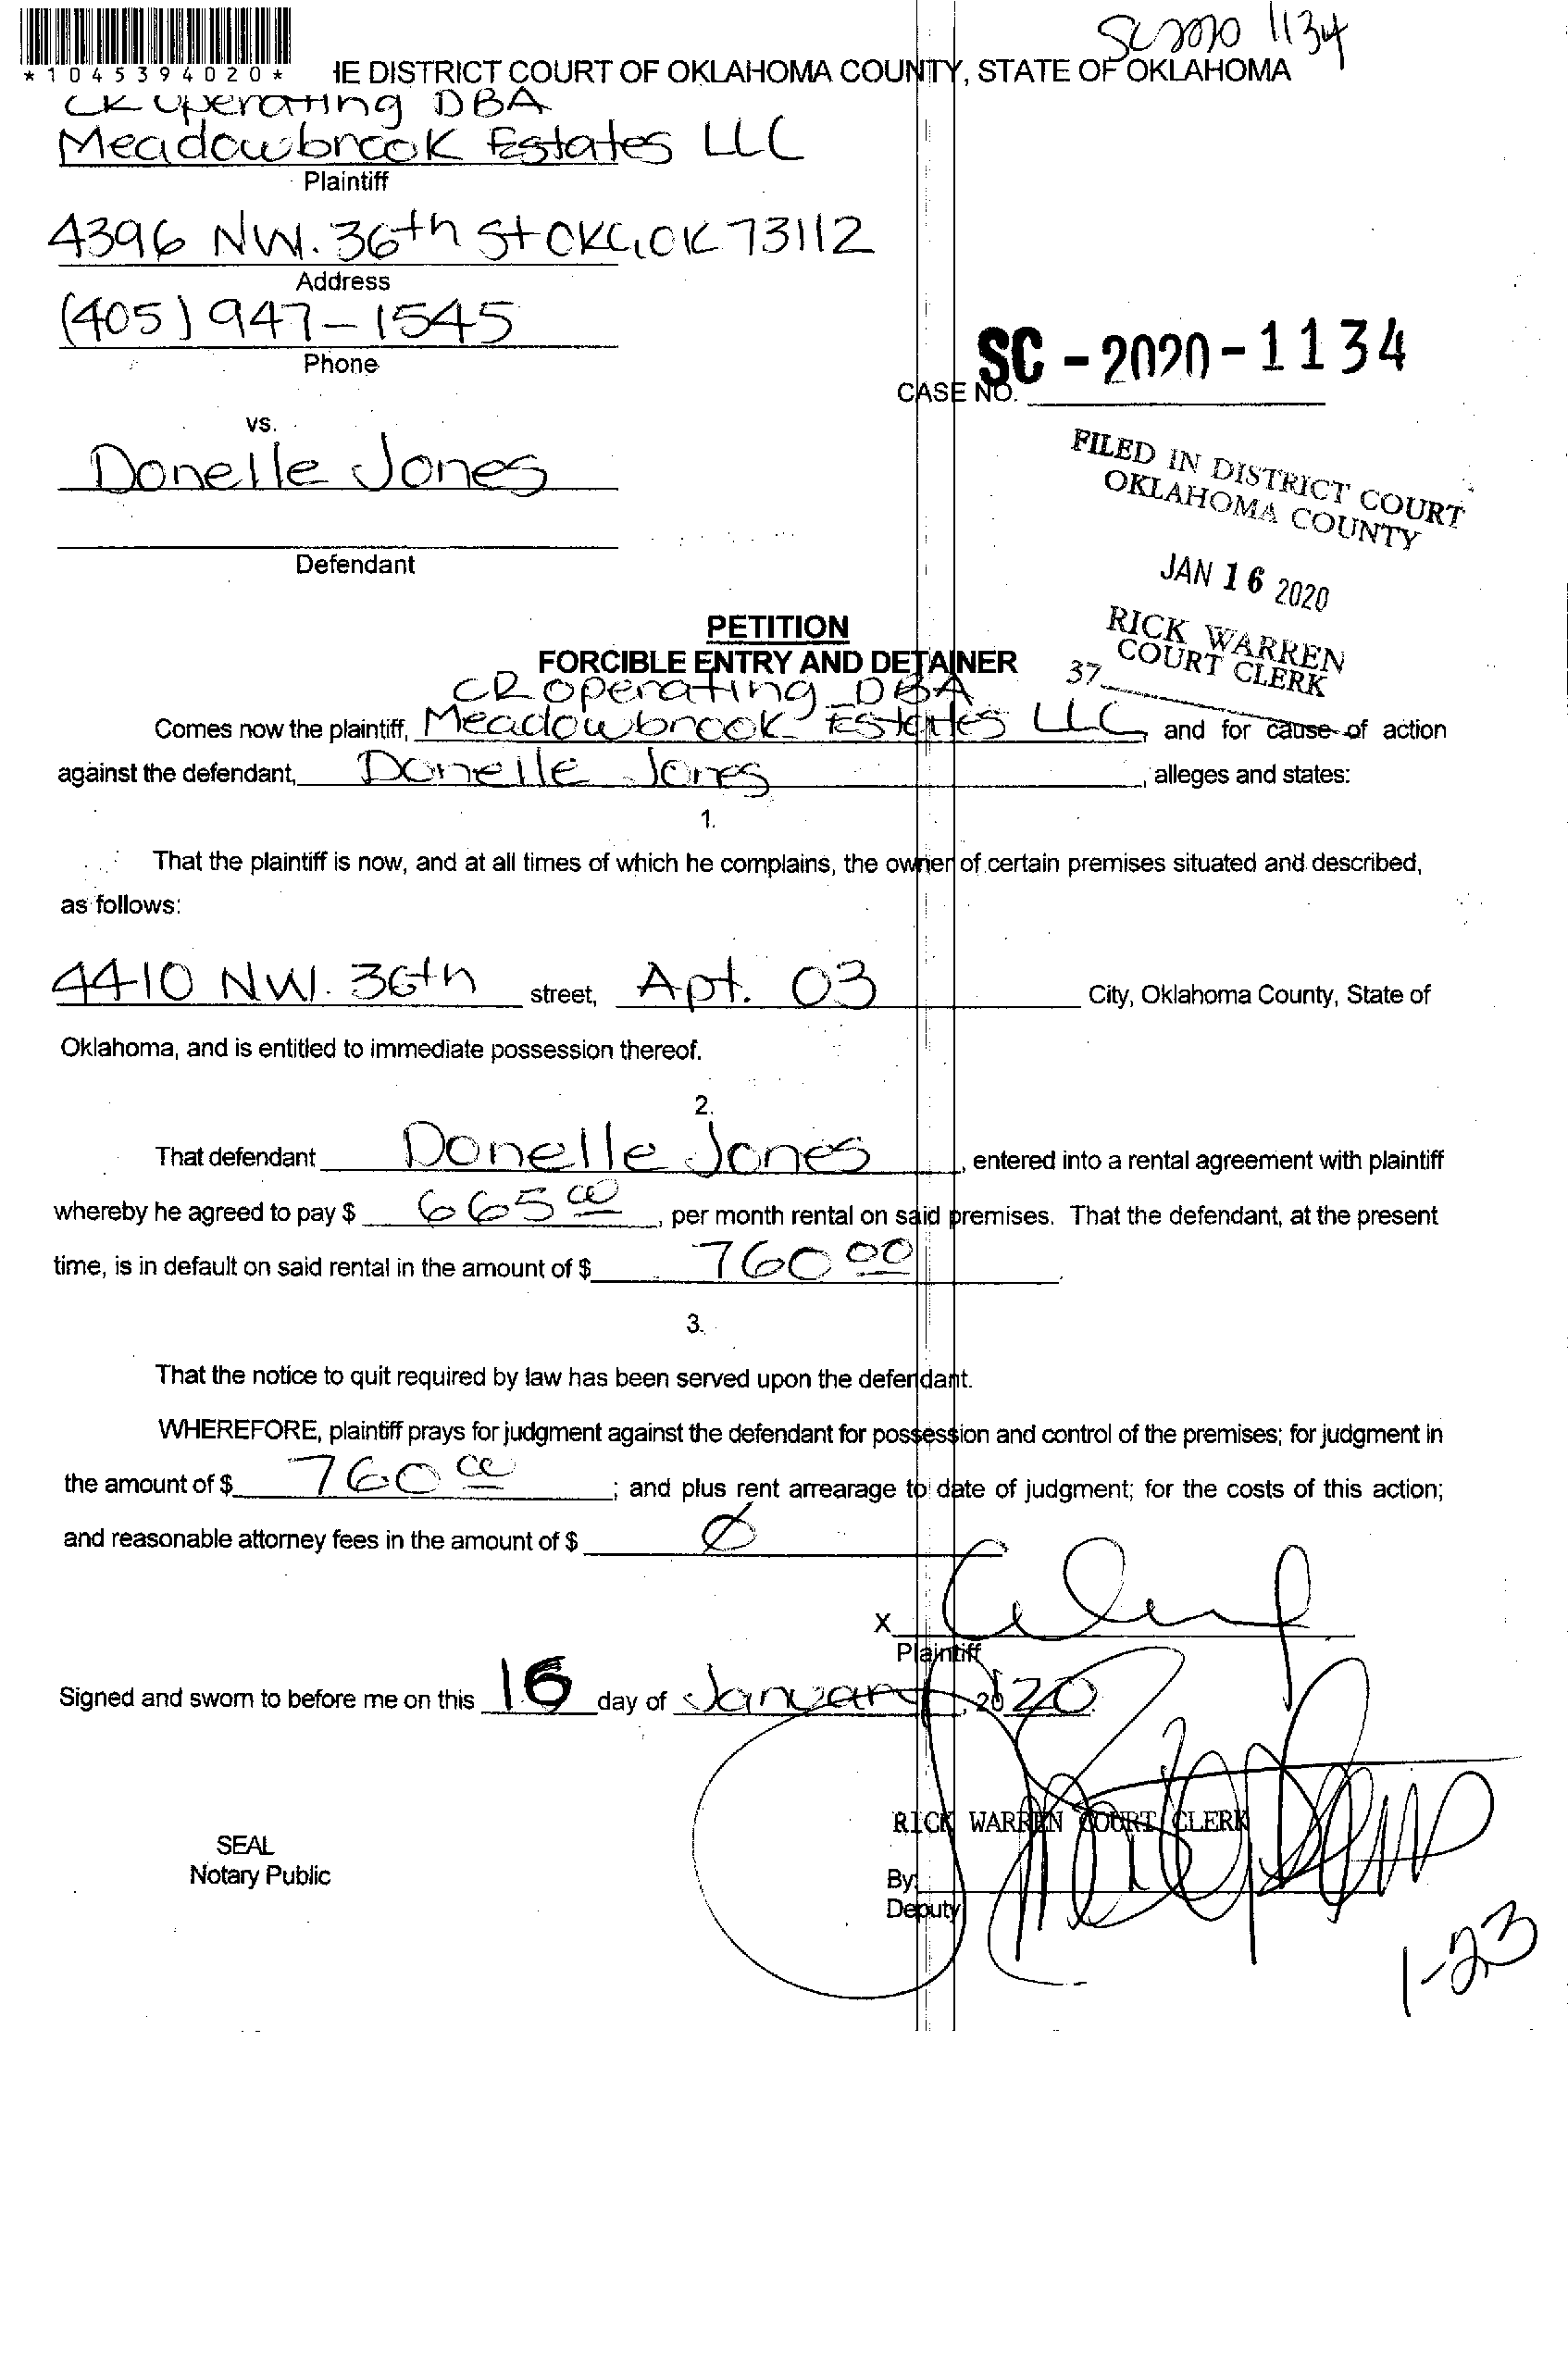 SC 2020 1134
*1045394020*
HE DISTRICT COURT OF OKLAHOMA COUNTY, STATE OF OKLAHOMA
CR Operating DBA
Meadowbrook Estates LLC
Plaintiff
4396 NW. 36th St OKC, OK 73112
Address
(405) 947-1545
Phone
SC - 2020 - 1134
CASE NO.
vs.
Donelle Jones
Defendant
FILED IN DISTRICT COURT
OKLAHOMA COUNTY
JAN 16 2020
RICK WARREN
COURT CLERK
37
PETITION
FORCIBLE ENTRY AND DETAINER
CR Operating DBA
Comes now the plaintiff, Meadowbrook Estates LLC, and for cause of action
against the defendant, Donelle Jones, alleges and states:
1.
That the plaintiff is now, and at all times of which he complains, the owner of certain premises situated and described,
as follows:
4410 NW. 36th street, Apt. 03 City, Oklahoma County, State of
Oklahoma, and is entitled to immediate possession thereof.
2.
That defendant Donelle Jones, entered into a rental agreement with plaintiff
whereby he agreed to pay $ 665 00, per month rental on said premises. That the defendant, at the present
time, is in default on said rental in the amount of $ 760 00.
3.
That the notice to quit required by law has been served upon the defendant.
WHEREFORE, plaintiff prays for judgment against the defendant for possession and control of the premises; for judgment in
the amount of $ 760 00; and plus rent arrearage to date of judgment; for the costs of this action;
and reasonable attorney fees in the amount of $ Ø
X
Plaintiff
Signed and sworn to before me on this 16 day of January, 2020.
RICK WARREN COURT CLERK
SEAL
Notary Public
By:
Deputy
1-23